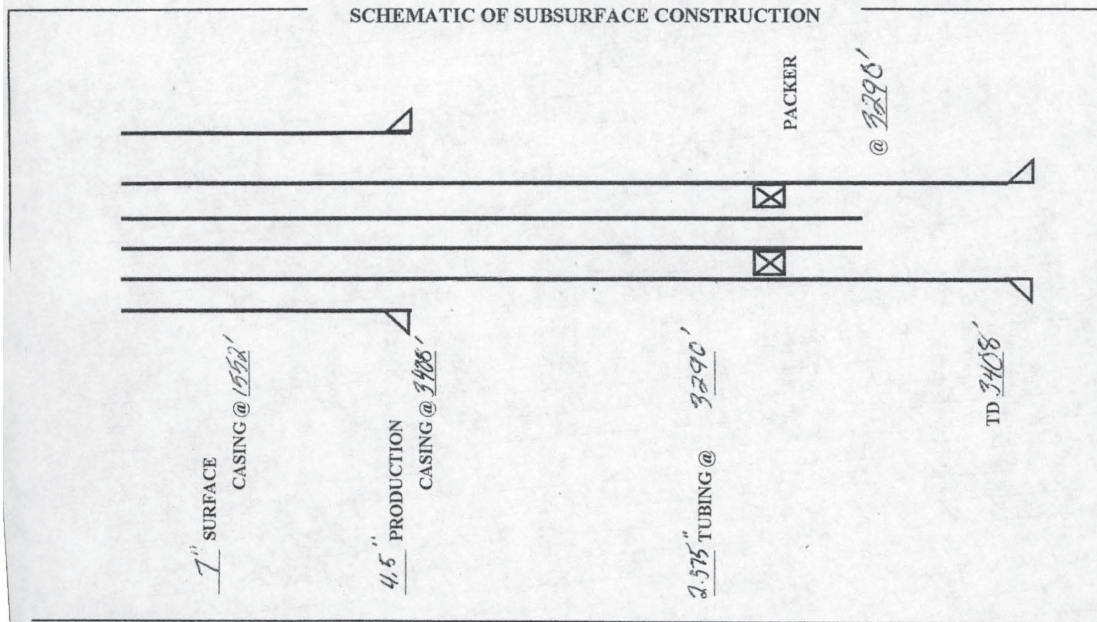 SCHEMATIC OF SUBSURFACE CONSTRUCTION
7" SURFACE
CASING @ 1552'
4.5" PRODUCTION
CASING @ 3408'
2.375" TUBING @ 3290'
PACKER
@ 3290'
TD 3408'